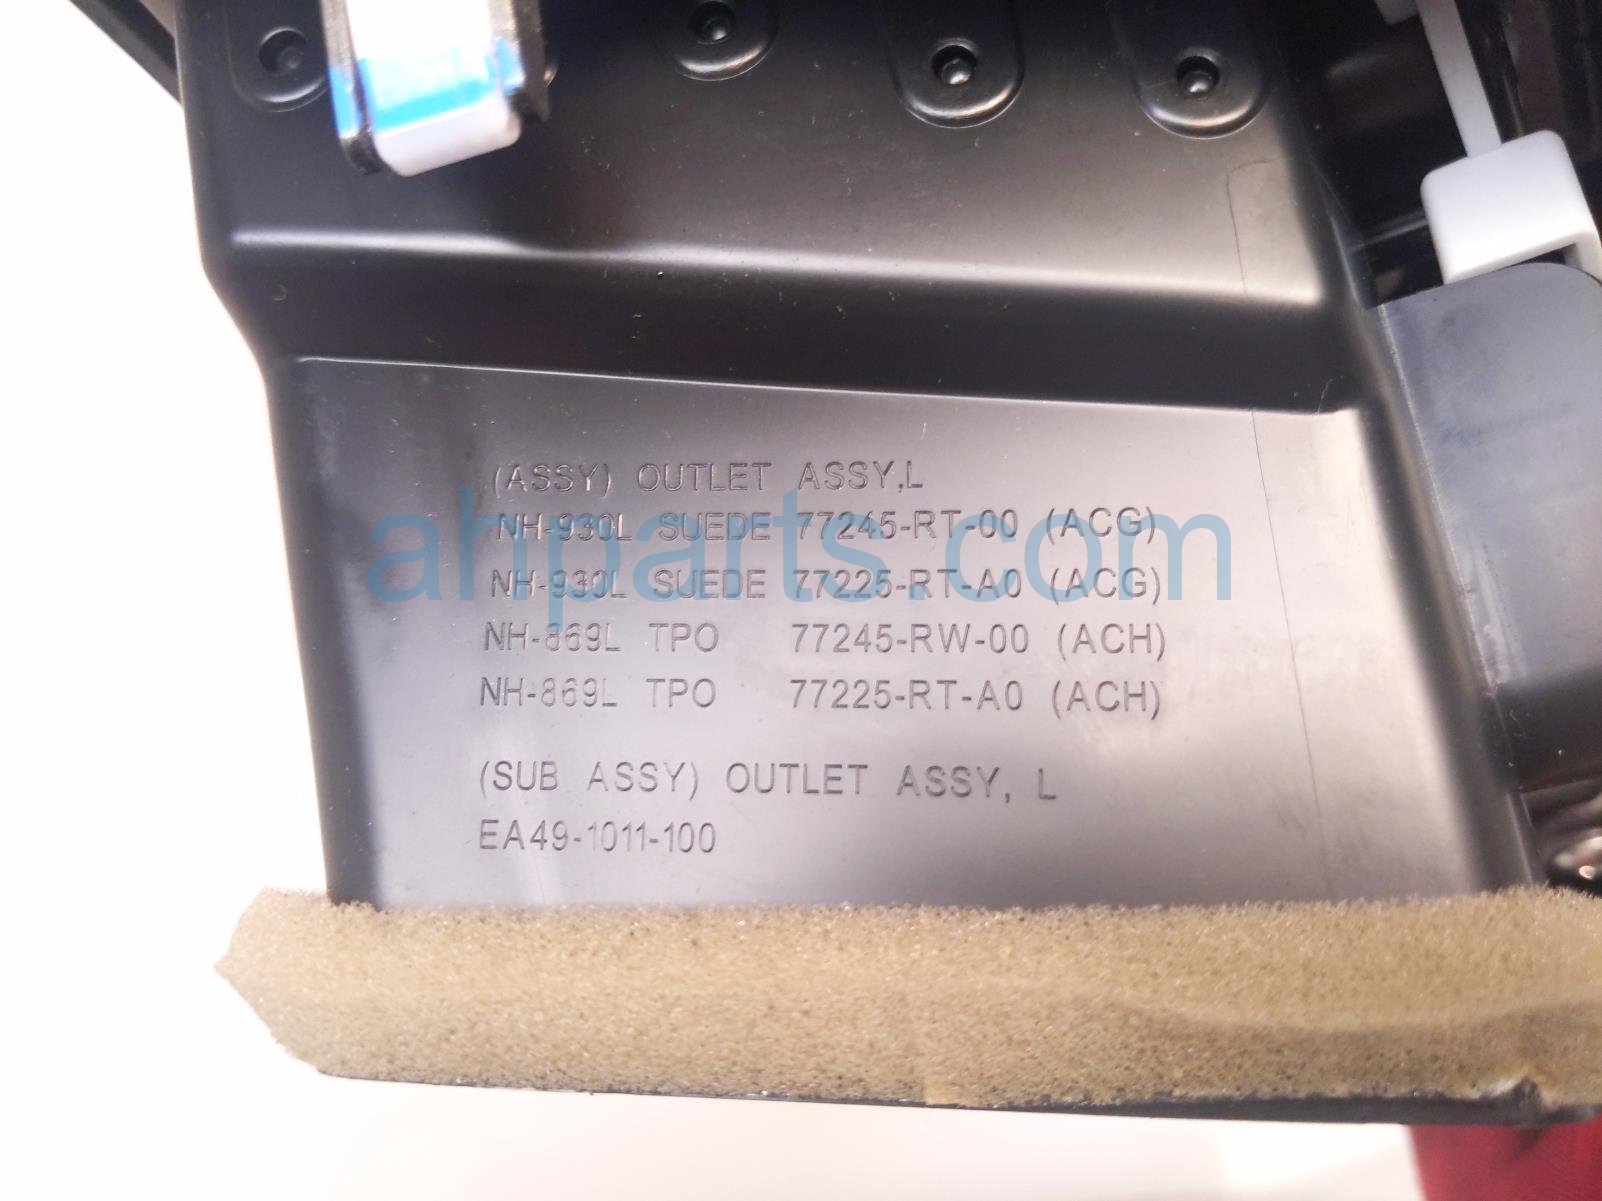 (ASSY) OUTLET ASSY,L
NH-930L SUEDE 77245-RT-00 (ACG)
NH-930L SUEDE 77225-RT-A0 (ACG)
NH-869L TPO 77245-RW-00 (ACH)
NH-869L TPO 77225-RT-A0 (ACH)
(SUB ASSY) OUTLET ASSY, L
EA49-1011-100
ahparts.com